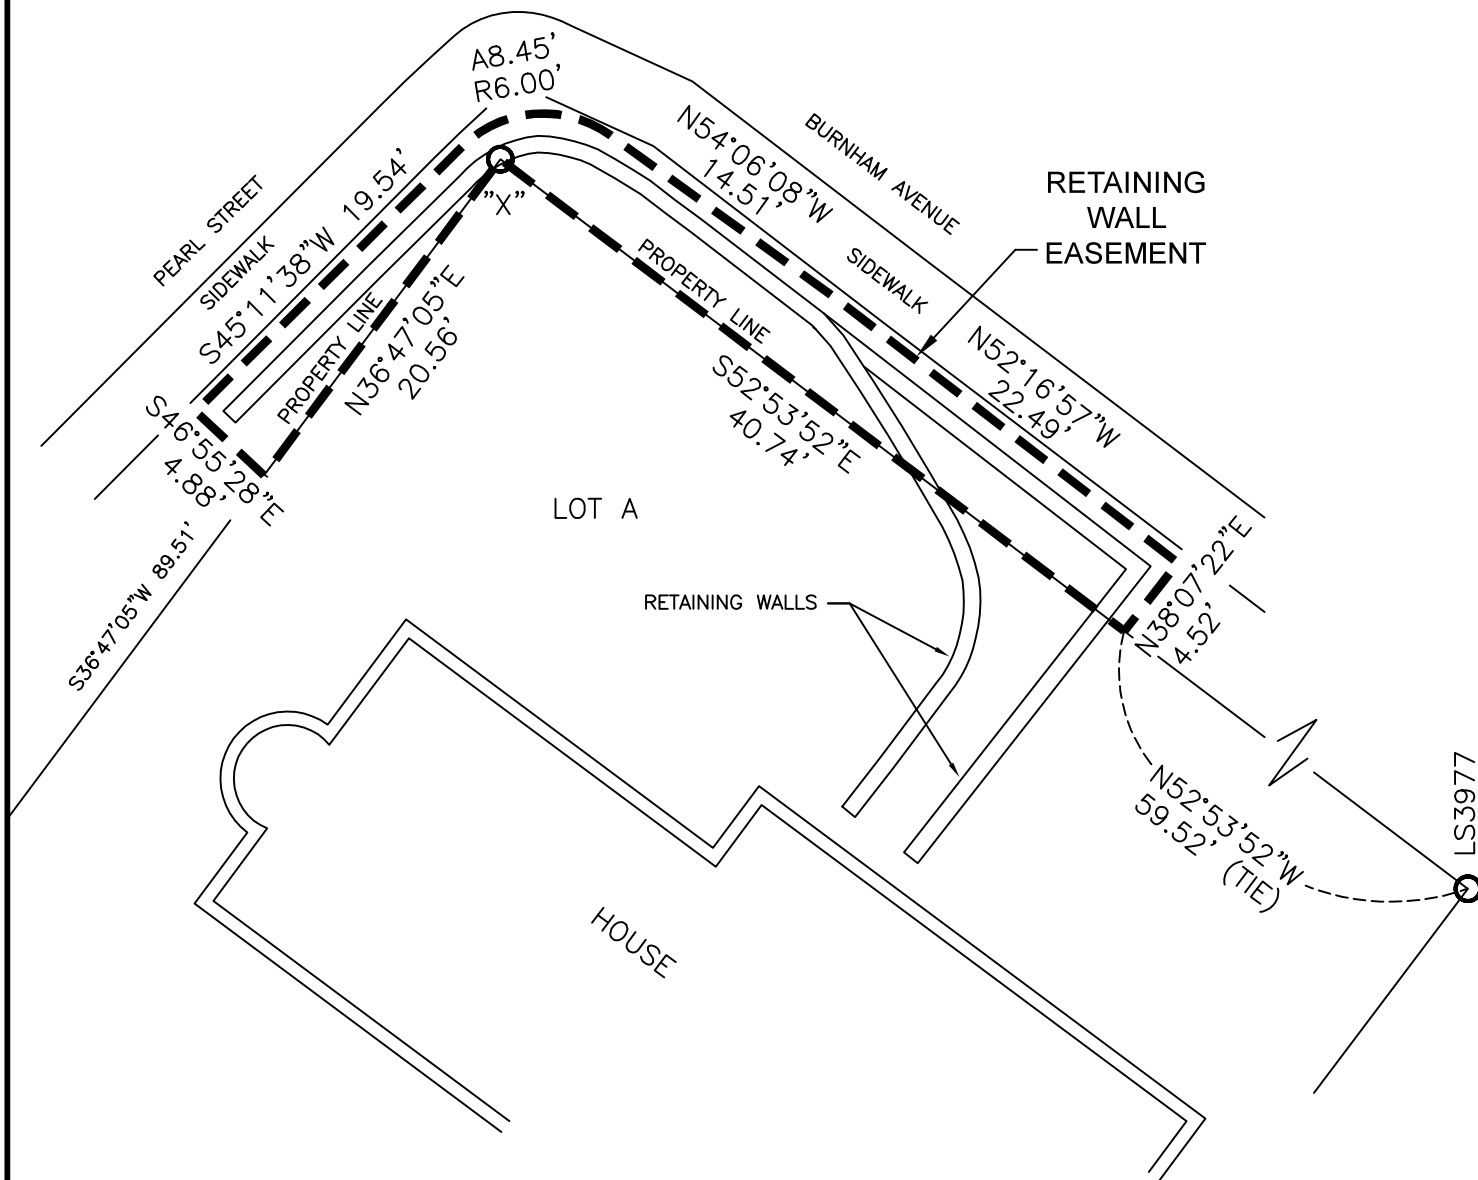 A8.45’
R6.00’
N54°06’08”W
14.51’
BURNHAM AVENUE
RETAINING
WALL
EASEMENT
PEARL STREET
SIDEWALK
S45°11’38”W 19.54’
”X”
PROPERTY LINE
N36°47’05”E
20.56’
PROPERTY LINE
SIDEWALK
N52°16’57”W
22.49’
S52°53’52”E
40.74’
S46°55’28”E
4.88’
LOT A
S36°47’05”W 89.51’
RETAINING WALLS
N38°07’22”E
4.52’
N52°53’52”W
59.52’ (TIE)
LS3977
HOUSE